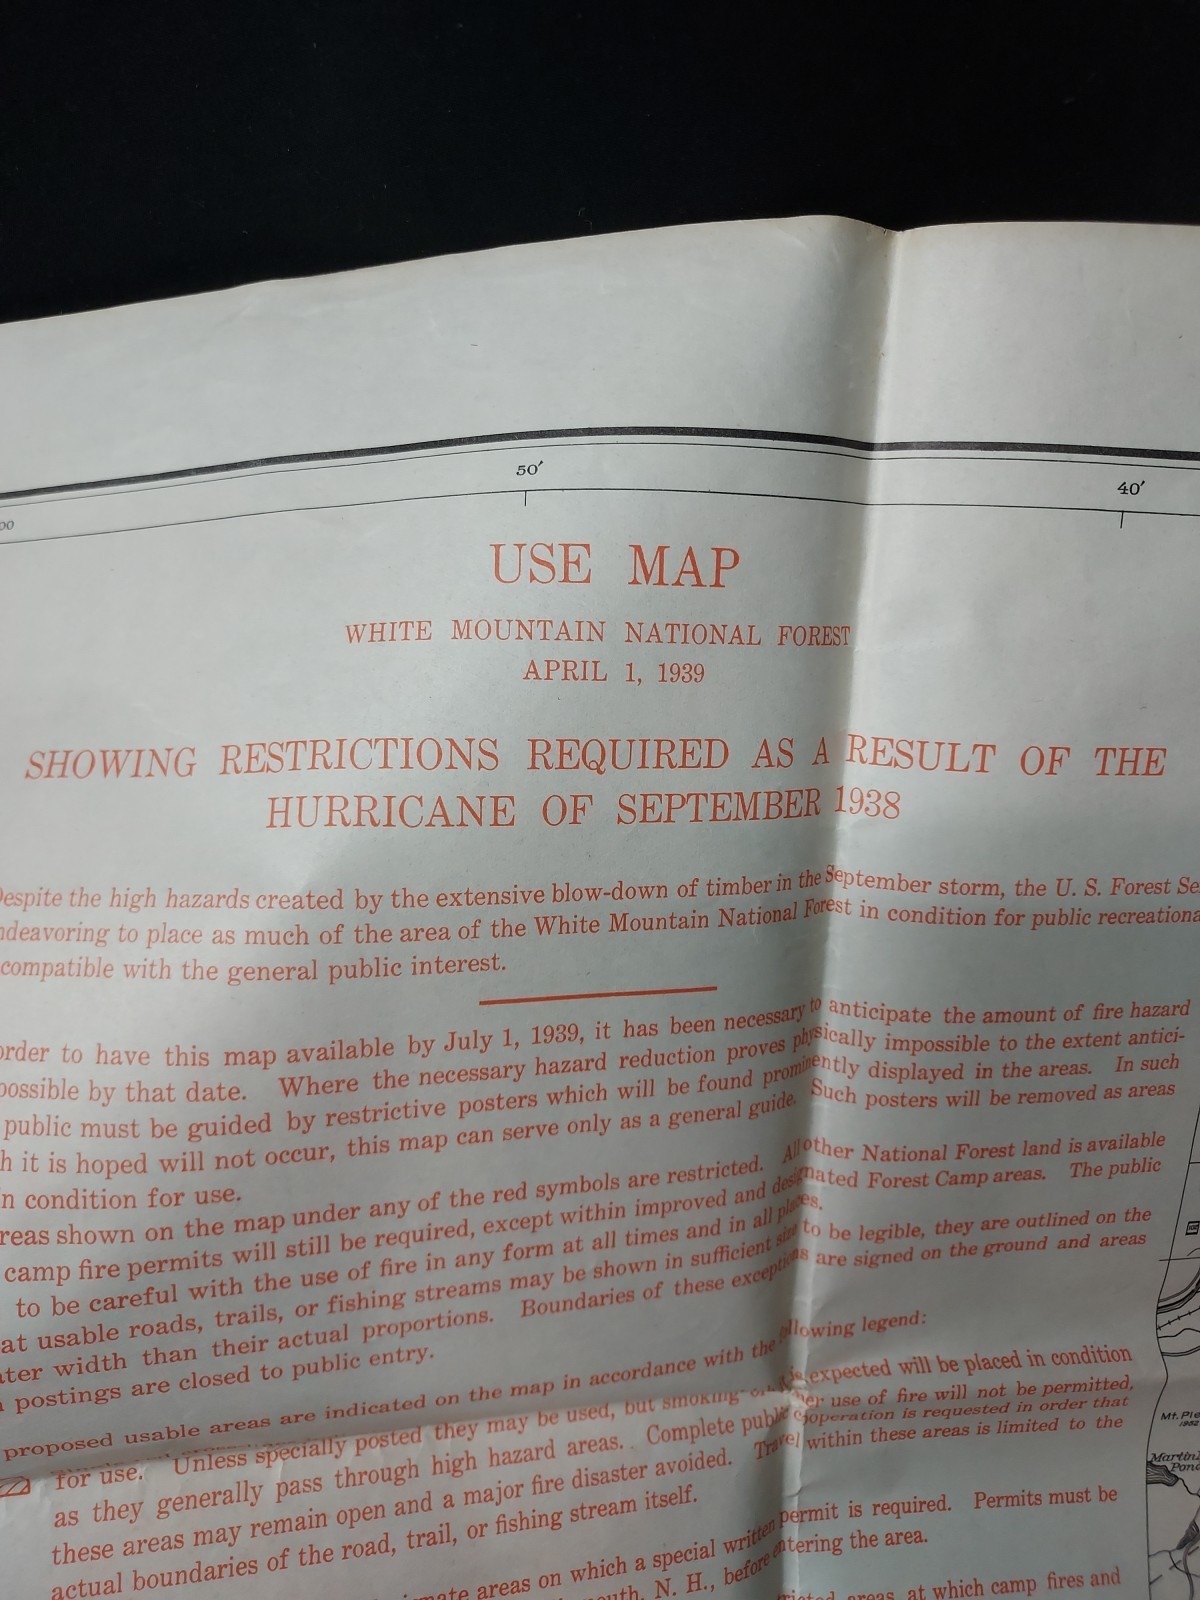 50′
40′
00
USE MAP
WHITE MOUNTAIN NATIONAL FOREST
APRIL 1, 1939
SHOWING RESTRICTIONS REQUIRED AS A RESULT OF THE
HURRICANE OF SEPTEMBER 1938
Despite the high hazards created by the extensive blow-down of timber in the September storm, the U. S. Forest Se
ndeavoring to place as much of the area of the White Mountain National Forest in condition for public recreationa
compatible with the general public interest.
order to have this map available by July 1, 1939, it has been necessary to anticipate the amount of fire hazard
possible by that date. Where the necessary hazard reduction proves physically impossible to the extent antici-
public must be guided by restrictive posters which will be found prominently displayed in the areas. In such
h it is hoped will not occur, this map can serve only as a general guide. Such posters will be removed as areas
n condition for use.
reas shown on the map under any of the red symbols are restricted. All other National Forest land is available
camp fire permits will still be required, except within improved and designated Forest Camp areas. The public
to be careful with the use of fire in any form at all times and in all places.
at usable roads, trails, or fishing streams may be shown in sufficient size to be legible, they are outlined on the
ater width than their actual proportions. Boundaries of these exceptions are signed on the ground and areas
postings are closed to public entry.
proposed usable areas are indicated on the map in accordance with the following legend:
expected will be placed in condition
for use. Unless specially posted they may be used, but smoking or other use of fire will not be permitted,
as they generally pass through high hazard areas. Complete public cooperation is requested in order that
these areas may remain open and a major fire disaster avoided. Travel within these areas is limited to the
actual boundaries of the road, trail, or fishing stream itself.
areas on which a special written permit is required. Permits must be
N. H., before entering the area.
areas at which camp fires and
Mt. Ple
Martin
Pond